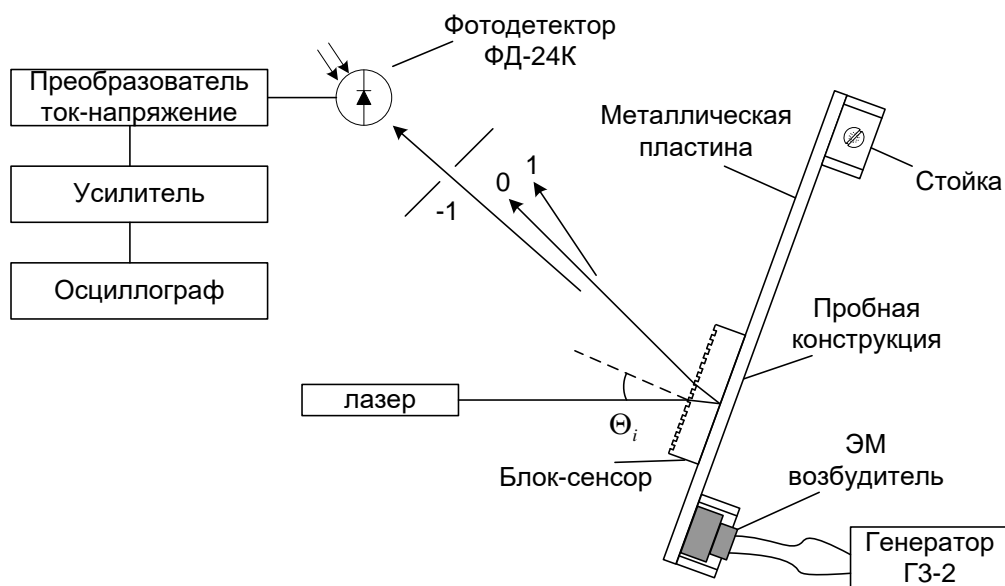 Фотодетектор
ФД-24К
Преобразователь
ток-напряжение
Усилитель
Осциллограф
-1
0
1
Металлическая
пластина
Стойка
Пробная
конструкция
лазер
Θi
Блок-сенсор
ЭМ
возбудитель
Генератор
ГЗ-2